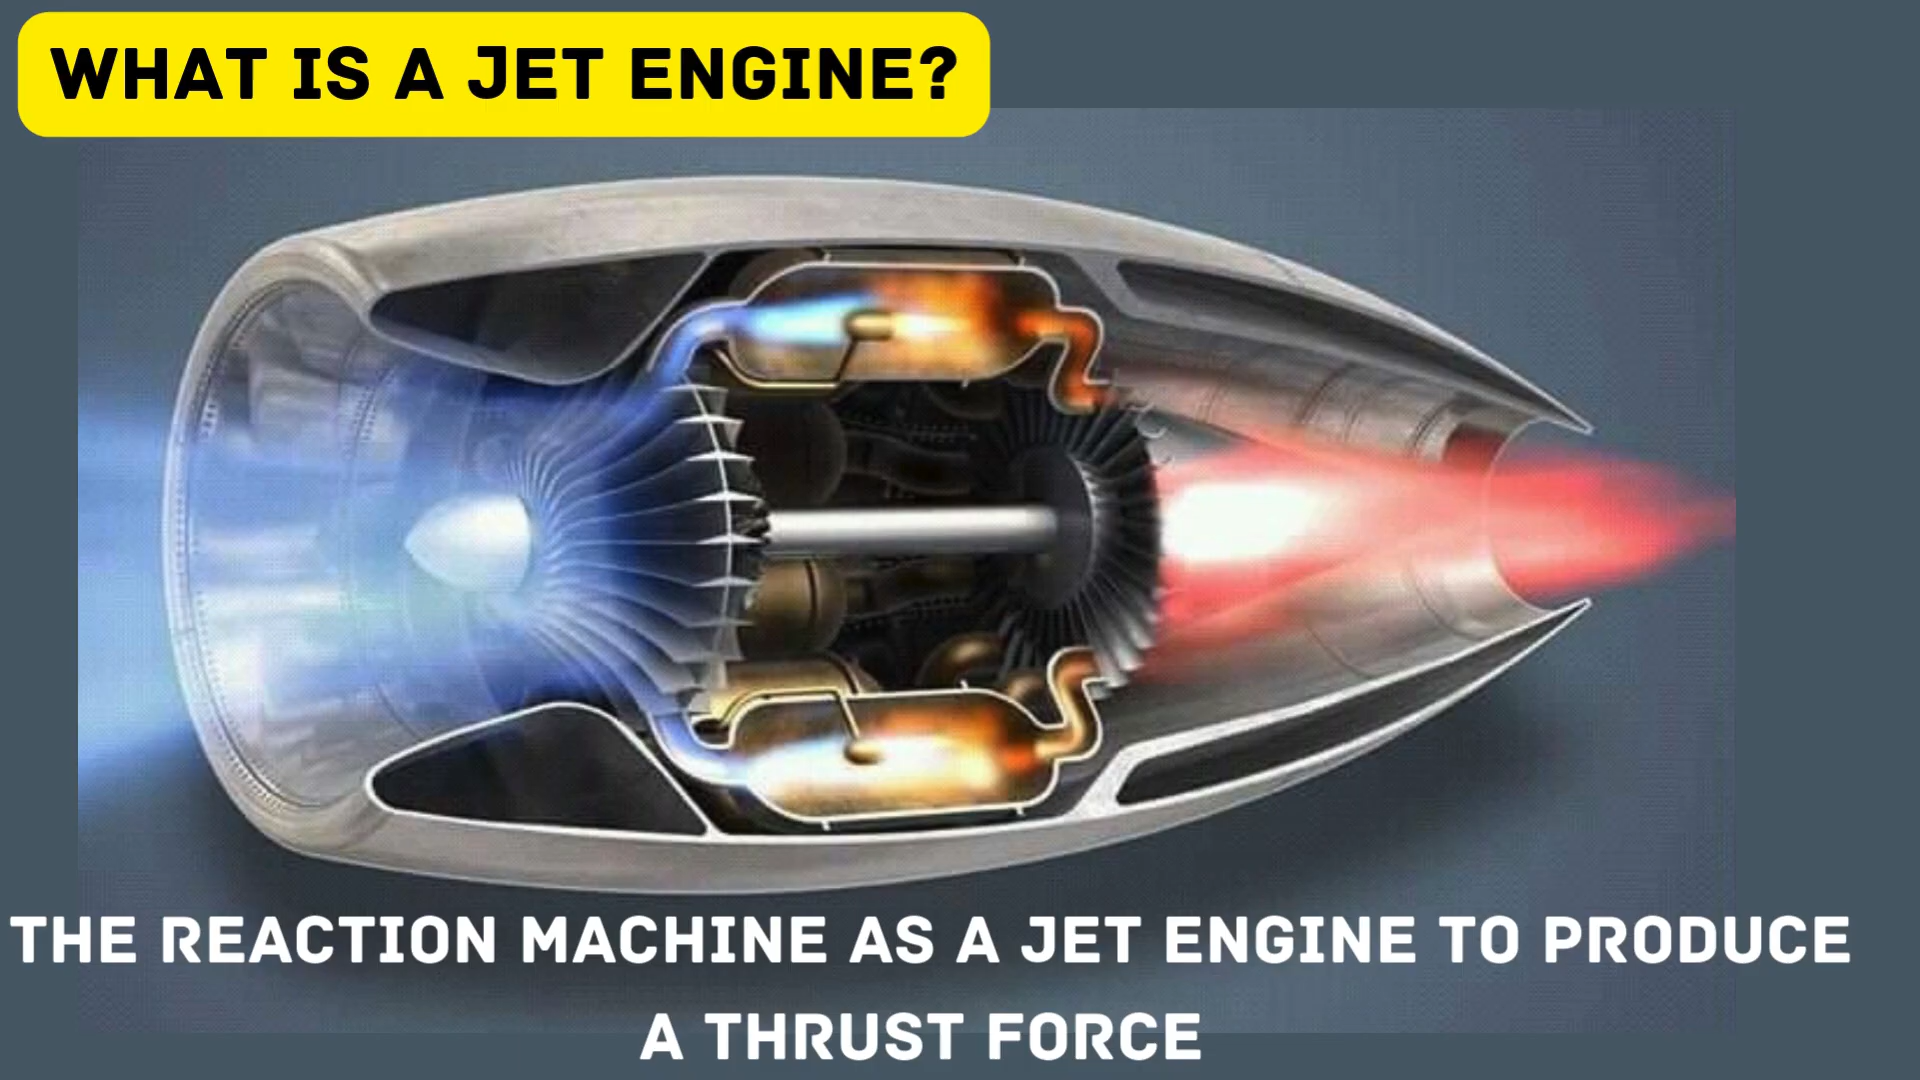 WHAT IS A JET ENGINE?
THE REACTION MACHINE AS A JET ENGINE TO PRODUCE
A THRUST FORCE